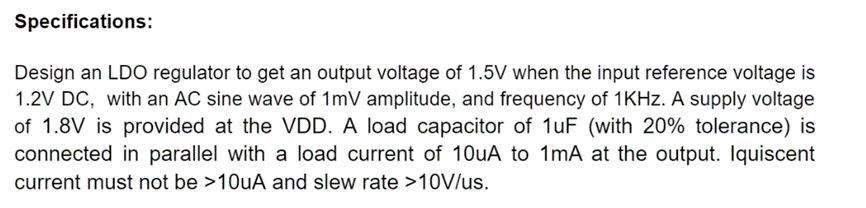 Specifications:
Design an LDO regulator to get an output voltage of 1.5V when the input reference voltage is
1.2V DC, with an AC sine wave of 1mV amplitude, and frequency of 1KHz. A supply voltage
of 1.8V is provided at the VDD. A load capacitor of 1uF (with 20% tolerance) is
connected in parallel with a load current of 10uA to 1mA at the output. Iquiscent
current must not be >10uA and slew rate >10V/us.